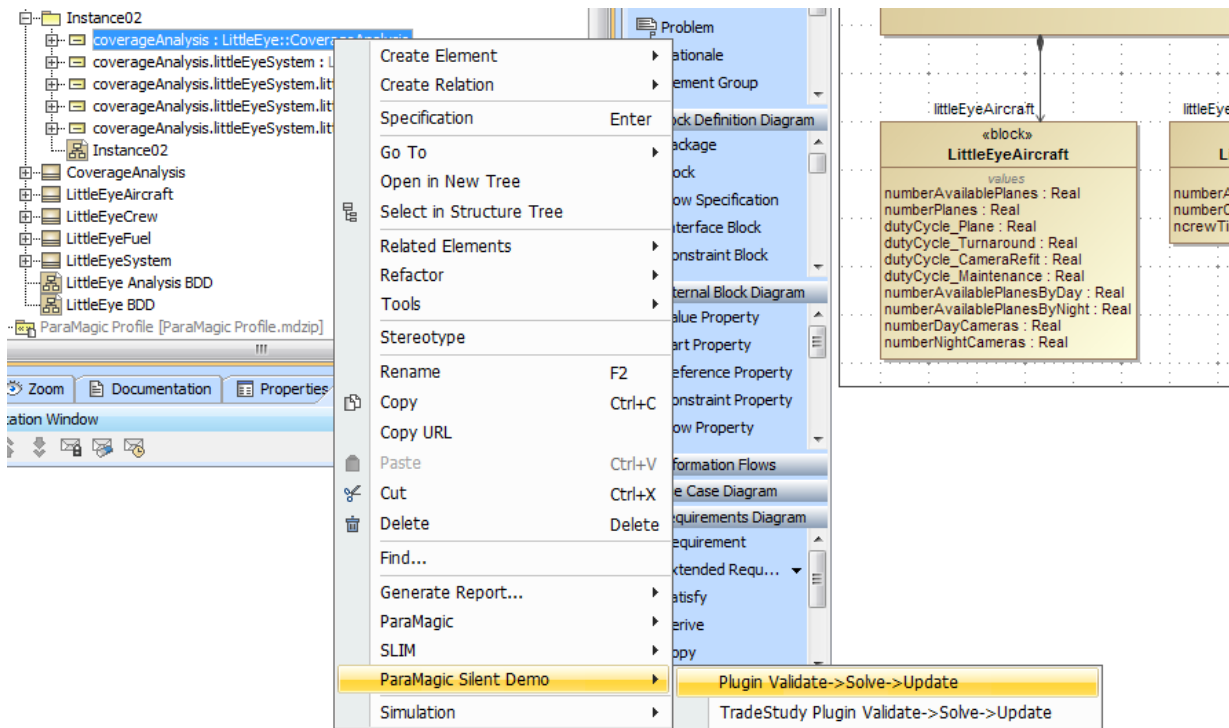 Instance02
coverageAnalysis : LittleEye::CoverageAnalysis
coverageAnalysis.littleEyeSystem : L
coverageAnalysis.littleEyeSystem.lit
coverageAnalysis.littleEyeSystem.lit
coverageAnalysis.littleEyeSystem.litt
Instance02
CoverageAnalysis
LittleEyeAircraft
LittleEyeCrew
LittleEyeFuel
LittleEyeSystem
LittleEye Analysis BDD
LittleEye BDD
ParaMagic Profile [ParaMagic Profile.mdzip]
Zoom
Documentation
Properties
tation Window
Create Element
Create Relation
Specification Enter
Go To
Open in New Tree
Select in Structure Tree
Related Elements
Refactor
Tools
Stereotype
Rename F2
Copy Ctrl+C
Copy URL
Paste Ctrl+V
Cut Ctrl+X
Delete Delete
Find...
Generate Report...
ParaMagic
SLIM
ParaMagic Silent Demo
Simulation
Plugin Validate->Solve->Update
TradeStudy Plugin Validate->Solve->Update
Problem
ationale
ement Group
ock Definition Diagram
ackage
ock
ow Specification
terface Block
onstraint Block
ternal Block Diagram
alue Property
art Property
eference Property
onstraint Property
ow Property
formation Flows
e Case Diagram
equirements Diagram
equirement
xtended Requ...
atisfy
erive
opy
littleEyeAircraft
«block»
LittleEyeAircraft
values
numberAvailablePlanes : Real
numberPlanes : Real
dutyCycle_Plane : Real
dutyCycle_Turnaround : Real
dutyCycle_CameraRefit : Real
dutyCycle_Maintenance : Real
numberAvailablePlanesByDay : Real
numberAvailablePlanesByNight : Real
numberDayCameras : Real
numberNightCameras : Real
littleEye
L
numberA
numberC
ncrewTi